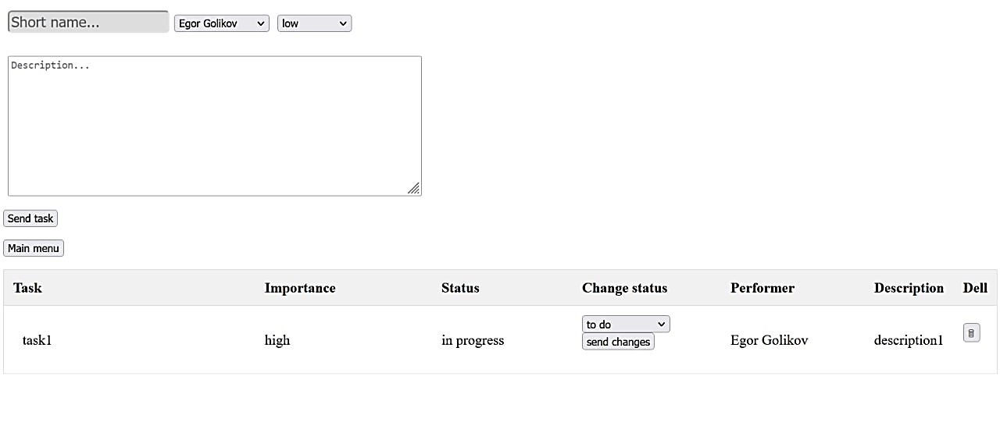 Short name... Egor Golikov low
Description...
Send task
Main menu
Task Importance Status Change status Performer Description Dell
task1 high in progress to do Egor Golikov description1
send changes